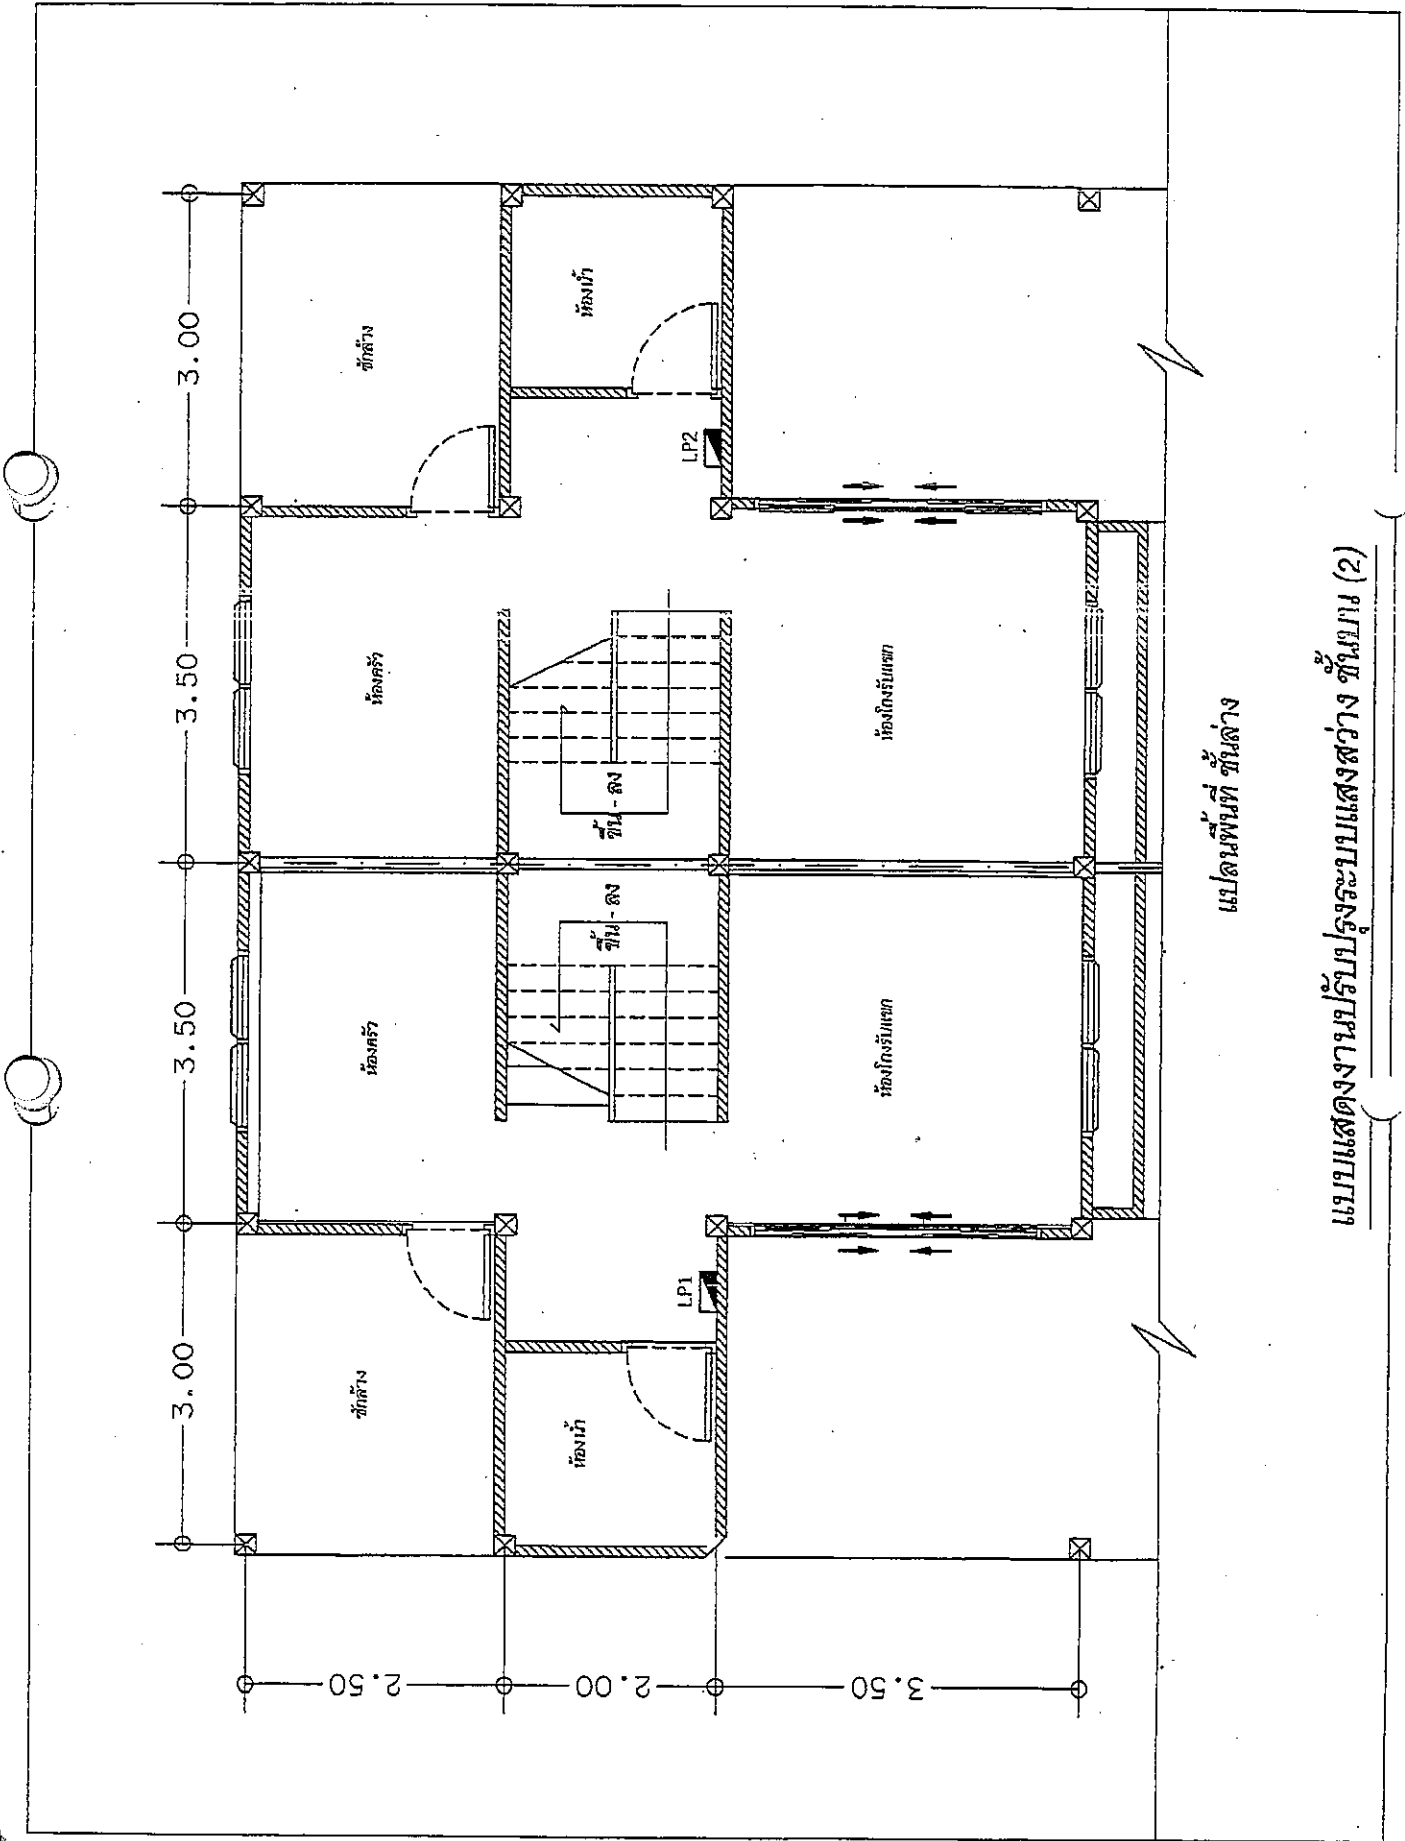 3.00
3.50
3.50
3.00
2.50
2.00
3.50
ซักล้าง
ห้องครัว
ห้องครัว
ซักล้าง
ห้องน้ำ
ขึ้น - ลง
ขึ้น - ลง
ห้องน้ำ
LP1
LP2
ห้องโถงรับแขก
ห้องโถงรับแขก
แปลนพื้นที่ ชั้นล่าง
แบบแสดงงานปรับปรุงระบบแสงสว่าง ชั้นบน (2)